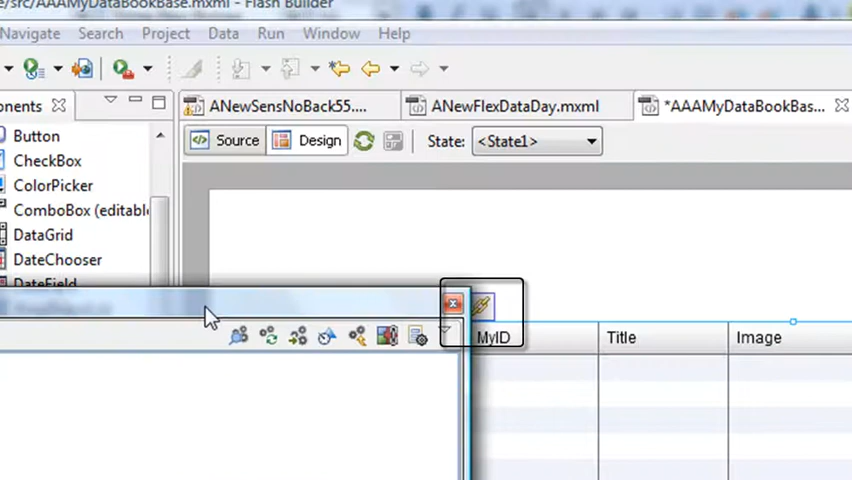 e/src/AAAMyDataBookBase.mxml - Flash Builder
Navigate Search Project Data Run Window Help
onents
ANewSensNoBack55....
ANewFlexDataDay.mxml
*AAAMyDataBookBas...
Button
Source Design State: <State1>
CheckBox
ColorPicker
ComboBox (editabl
DataGrid
DateChooser
DateField
MyID Title Image